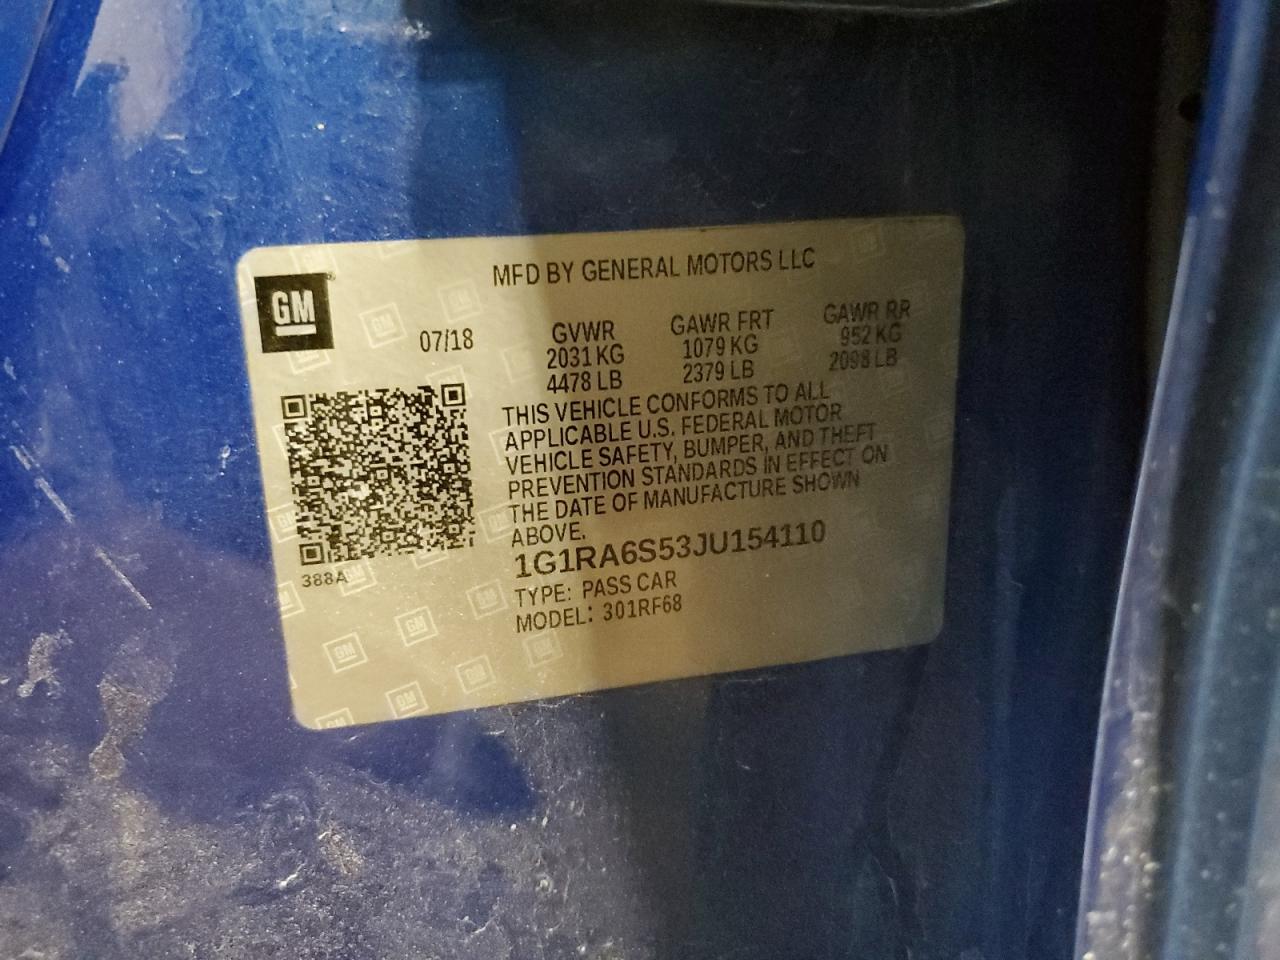 MFD BY GENERAL MOTORS LLC
GM
07/18
GVWR
2031 KG
4478 LB
GAWR FRT
1079 KG
2379 LB
GAWR RR
952 KG
2098 LB
THIS VEHICLE CONFORMS TO ALL
APPLICABLE U.S. FEDERAL MOTOR
VEHICLE SAFETY, BUMPER, AND THEFT
PREVENTION STANDARDS IN EFFECT ON
THE DATE OF MANUFACTURE SHOWN
ABOVE.
1G1RA6S53JU154110
TYPE: PASS CAR
MODEL: 301RF68
388A